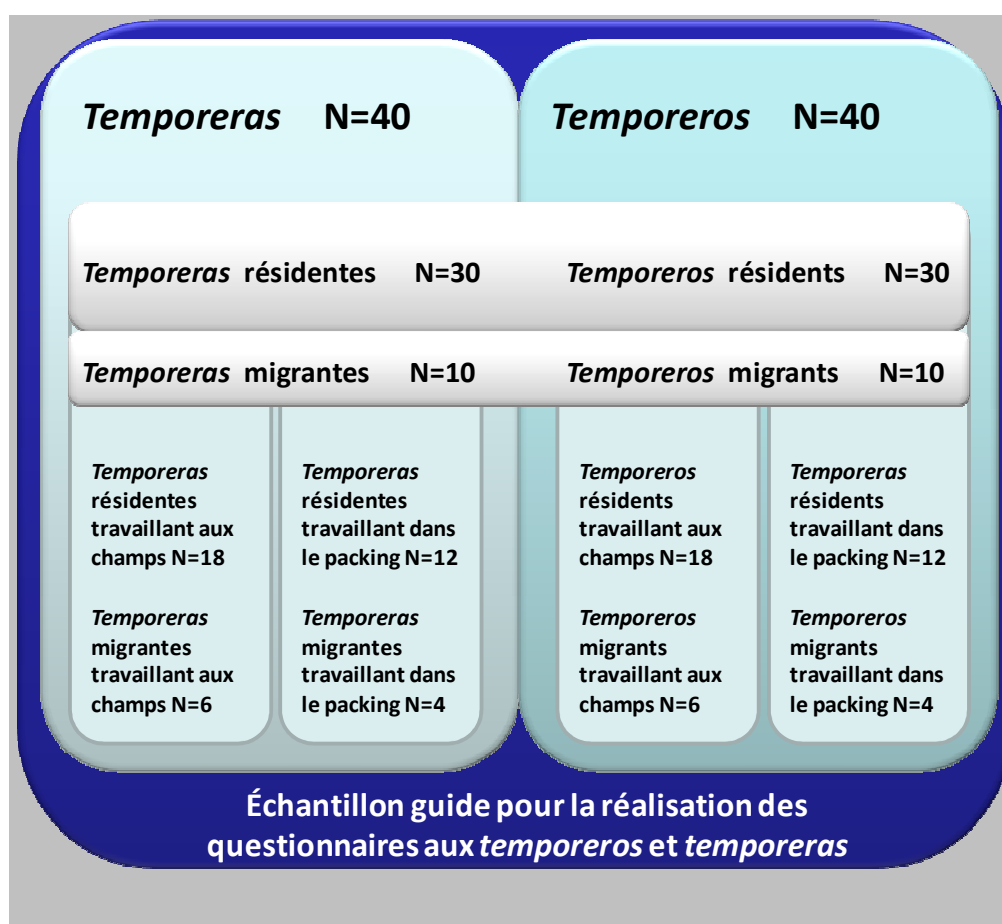 Temporeras N=40
Temporeros N=40
Temporeras résidentes N=30
Temporeros résidents N=30
Temporeras migrantes N=10
Temporeros migrants N=10
Temporeras
résidentes
travaillant aux
champs N=18
Temporeras
migrantes
travaillant aux
champs N=6
Temporeras
résidentes
travaillant dans
le packing N=12
Temporeras
migrantes
travaillant dans
le packing N=4
Temporeros
résidents
travaillant aux
champs N=18
Temporeros
migrants
travaillant aux
champs N=6
Temporeras
résidents
travaillant dans
le packing N=12
Temporeros
migrants
travaillant dans
le packing N=4
Échantillon guide pour la réalisation des
questionnaires aux temporeros et temporeras